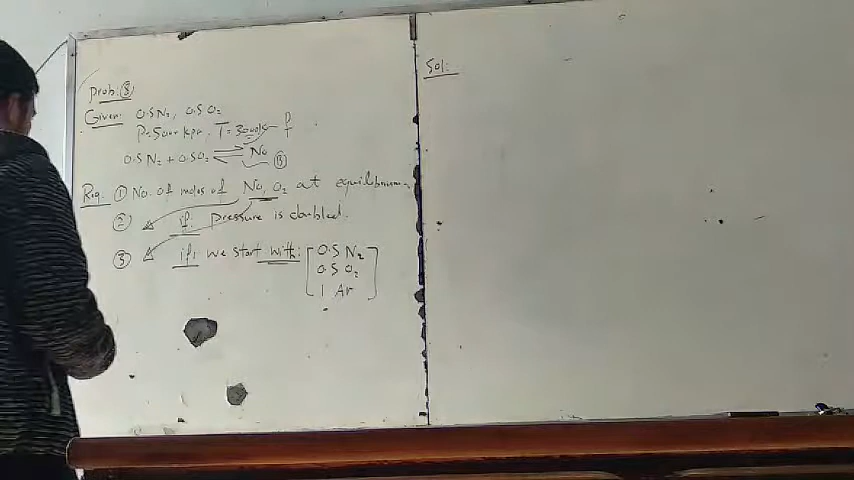 Prob. 8
Given: 0.5 N₂, 0.5 O₂
P= 500 kpa. T= 3000 K P T
0.5 N₂ + 0.5 O₂ ⇌ No 13
Req. ① No. of moles of No, O₂ at equilibrium.
② if pressure is doubled.
③ if: we start with: 0.5 N₂
0.5 O₂
1 Ar
Sol: